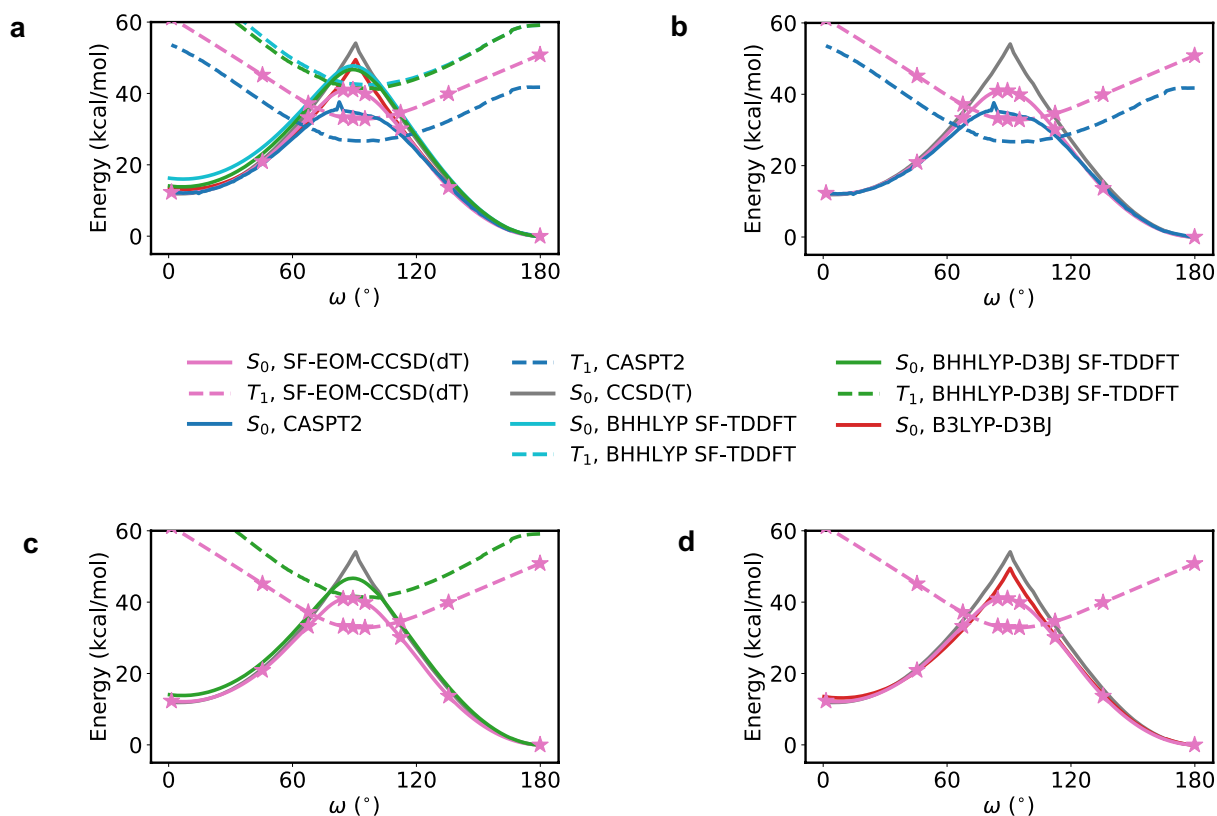 a
60
40
20
0
Energy (kcal/mol)
0 60 120 180
ω (°)
b
60
40
20
0
Energy (kcal/mol)
0 60 120 180
ω (°)
S₀, SF-EOM-CCSD(dT)
T₁, SF-EOM-CCSD(dT)
S₀, CASPT2
T₁, CASPT2
S₀, CCSD(T)
S₀, BHHLYP SF-TDDFT
T₁, BHHLYP SF-TDDFT
S₀, BHHLYP-D3BJ SF-TDDFT
T₁, BHHLYP-D3BJ SF-TDDFT
S₀, B3LYP-D3BJ
c
60
40
20
0
Energy (kcal/mol)
0 60 120 180
ω (°)
d
60
40
20
0
Energy (kcal/mol)
0 60 120 180
ω (°)